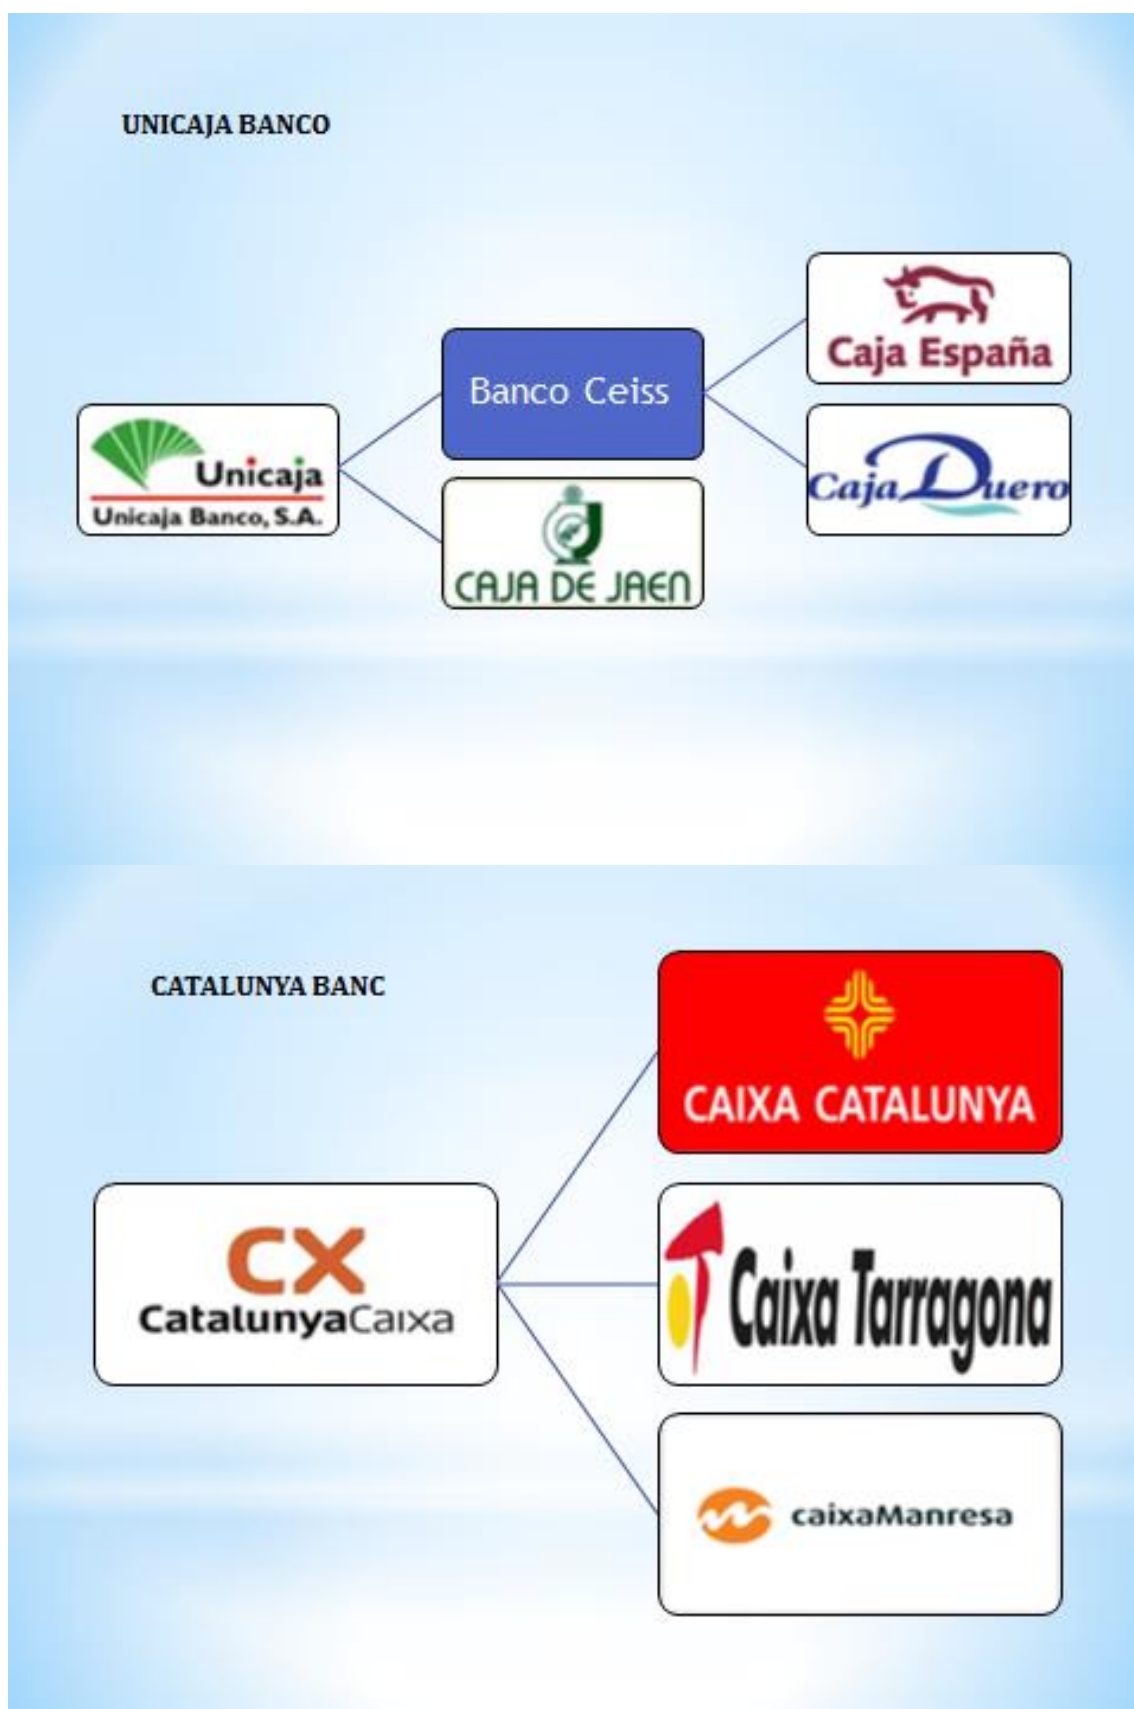 UNICAJA BANCO
Caja España
Banco Ceiss
Caja Duero
Unicaja
Unicaja Banco, S.A.
CAJA DE JAEN
CATALUNYA BANC
CAIXA CATALUNYA
Caixa Tarragona
CX
CatalunyaCaixa
caixaManresa